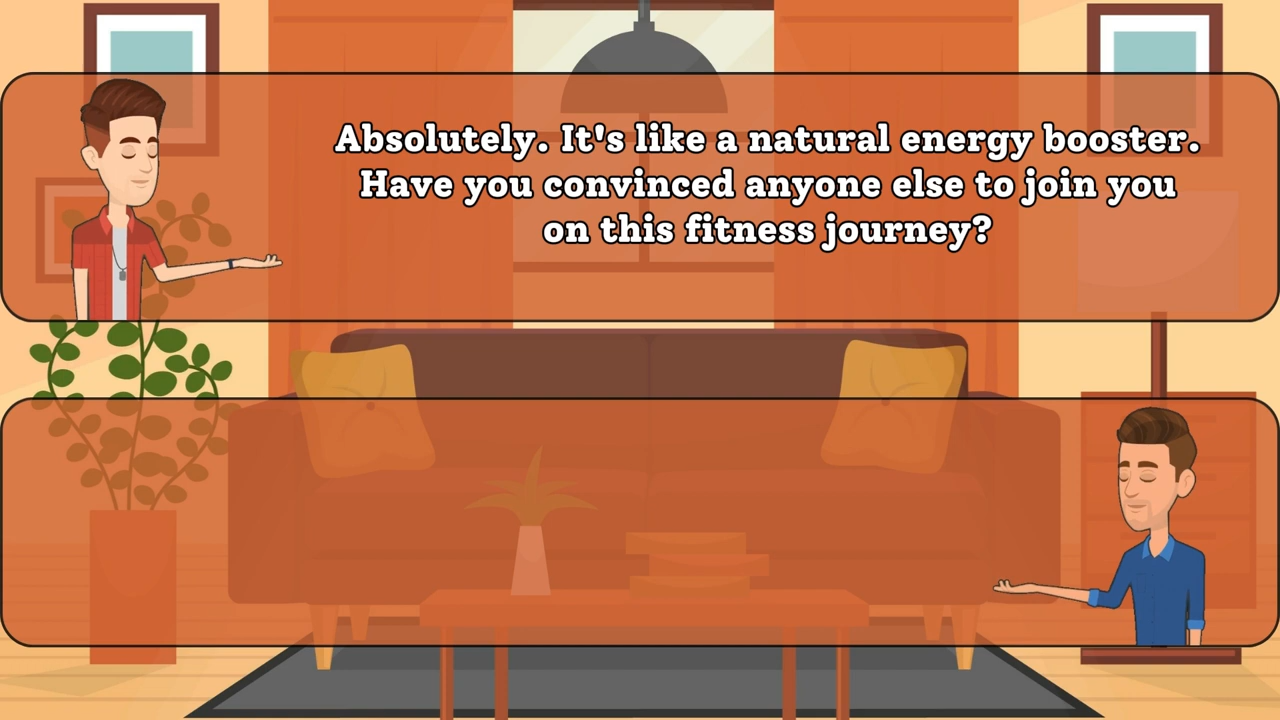 Absolutely. It's like a natural energy booster.
Have you convinced anyone else to join you
on this fitness journey?